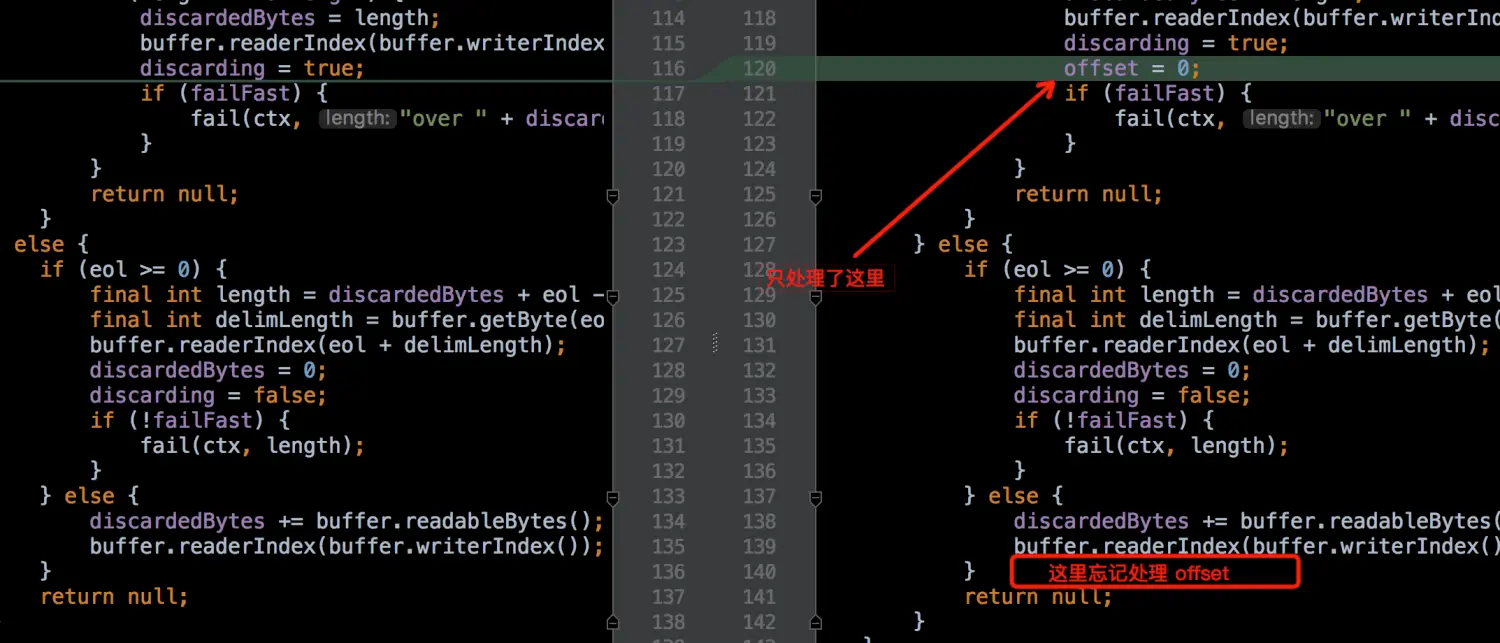 discardedBytes = length;
buffer.readerIndex(buffer.writerIndex
discarding = true;
if (failFast) {
fail(ctx, length: "over " + discar
}
}
return null;
}
else {
if (eol >= 0) {
final int length = discardedBytes + eol -
final int delimLength = buffer.getByte(eo
buffer.readerIndex(eol + delimLength);
discardedBytes = 0;
discarding = false;
if (!failFast) {
fail(ctx, length);
}
} else {
discardedBytes += buffer.readableBytes();
buffer.readerIndex(buffer.writerIndex());
}
return null;
114 118
115 119
116 120
117 121
118 122
119 123
120 124
121 125
122 126
123 127
124 128
125 129
126 130
127 131
128 132
129 133
130 134
131 135
132 136
133 137
134 138
135 139
136 140
137 141
138 142
只处理了这里
buffer.readerIndex(buffer.writerInd
discarding = true;
offset = 0;
if (failFast) {
fail(ctx, length: "over " + disc
}
}
return null;
}
} else {
if (eol >= 0) {
final int length = discardedBytes + eol
final int delimLength = buffer.getByte(
buffer.readerIndex(eol + delimLength);
discardedBytes = 0;
discarding = false;
if (!failFast) {
fail(ctx, length);
}
} else {
discardedBytes += buffer.readableBytes(
buffer.readerIndex(buffer.writerIndex()
}
这里忘记处理 offset
return null;
}